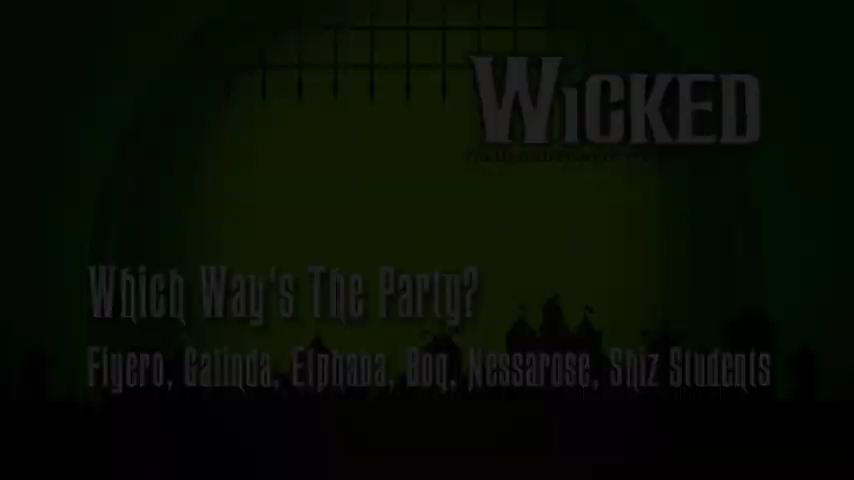 WICKED
Which Way's The Party?
Fiyero, Galinda, Elphaba, Boq, Nessarose, Shiz Students